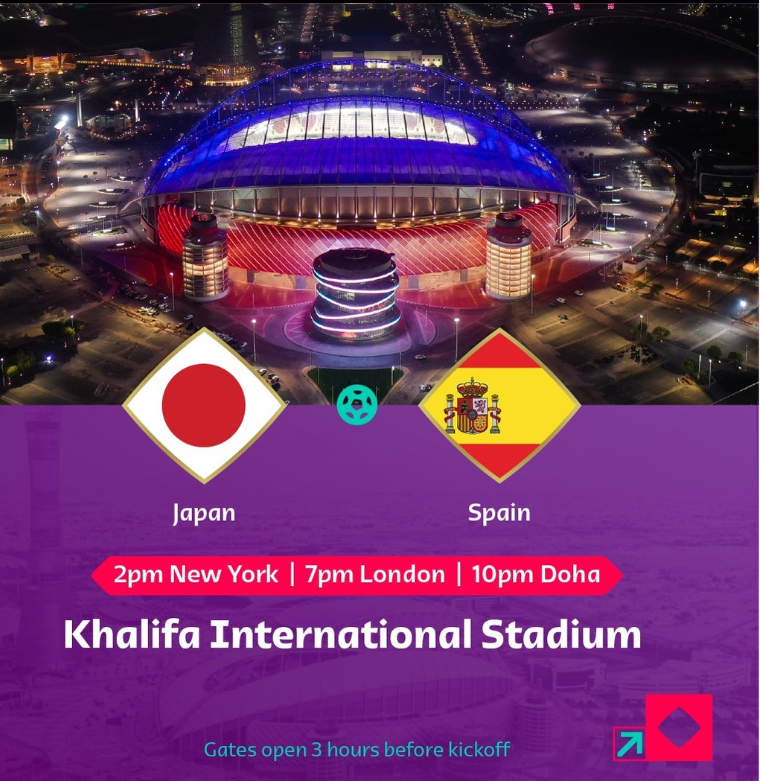 Japan
Spain
2pm New York | 7pm London | 10pm Doha
Khalifa International Stadium
Gates open 3 hours before kickoff